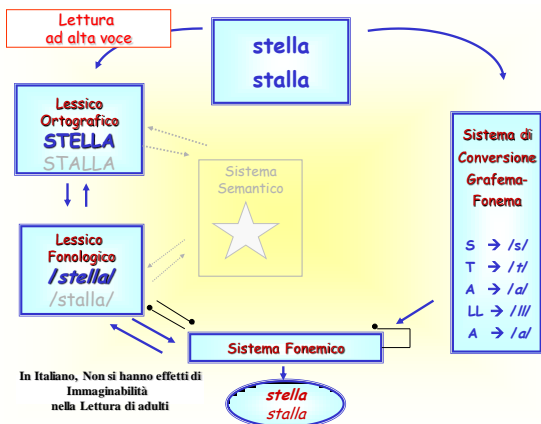 Lettura
ad alta voce
stella
stalla
Lessico
Ortografico
STELLA
STALLA
Sistema
Semantico
Sistema di
Conversione
Grafema-
Fonema
S → /s/
T → /t/
A → /a/
LL → /ll/
A → /a/
Lessico
Fonologico
/stella/
/stalla/
Sistema Fonemico
In Italiano, Non si hanno effetti di
Immaginabilità
nella Lettura di adulti
stella
stalla